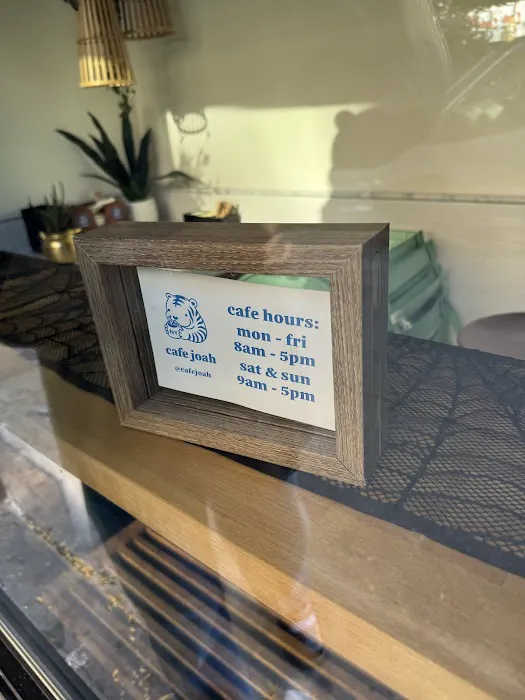 cafe joah
@cafejoah
cafe hours:
mon - fri
8am - 5pm
sat & sun
9am - 5pm